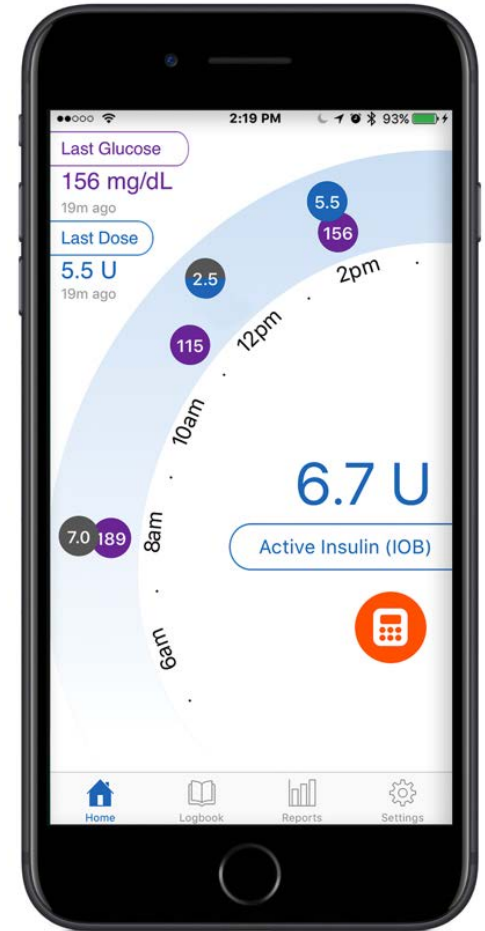 2:19 PM
93%
Last Glucose
156 mg/dL
19m ago
Last Dose
5.5 U
19m ago
5.5
156
2pm
2.5
12pm
115
10am
7.0
189
8am
6am
6.7 U
Active Insulin (IOB)
Home
Logbook
Reports
Settings